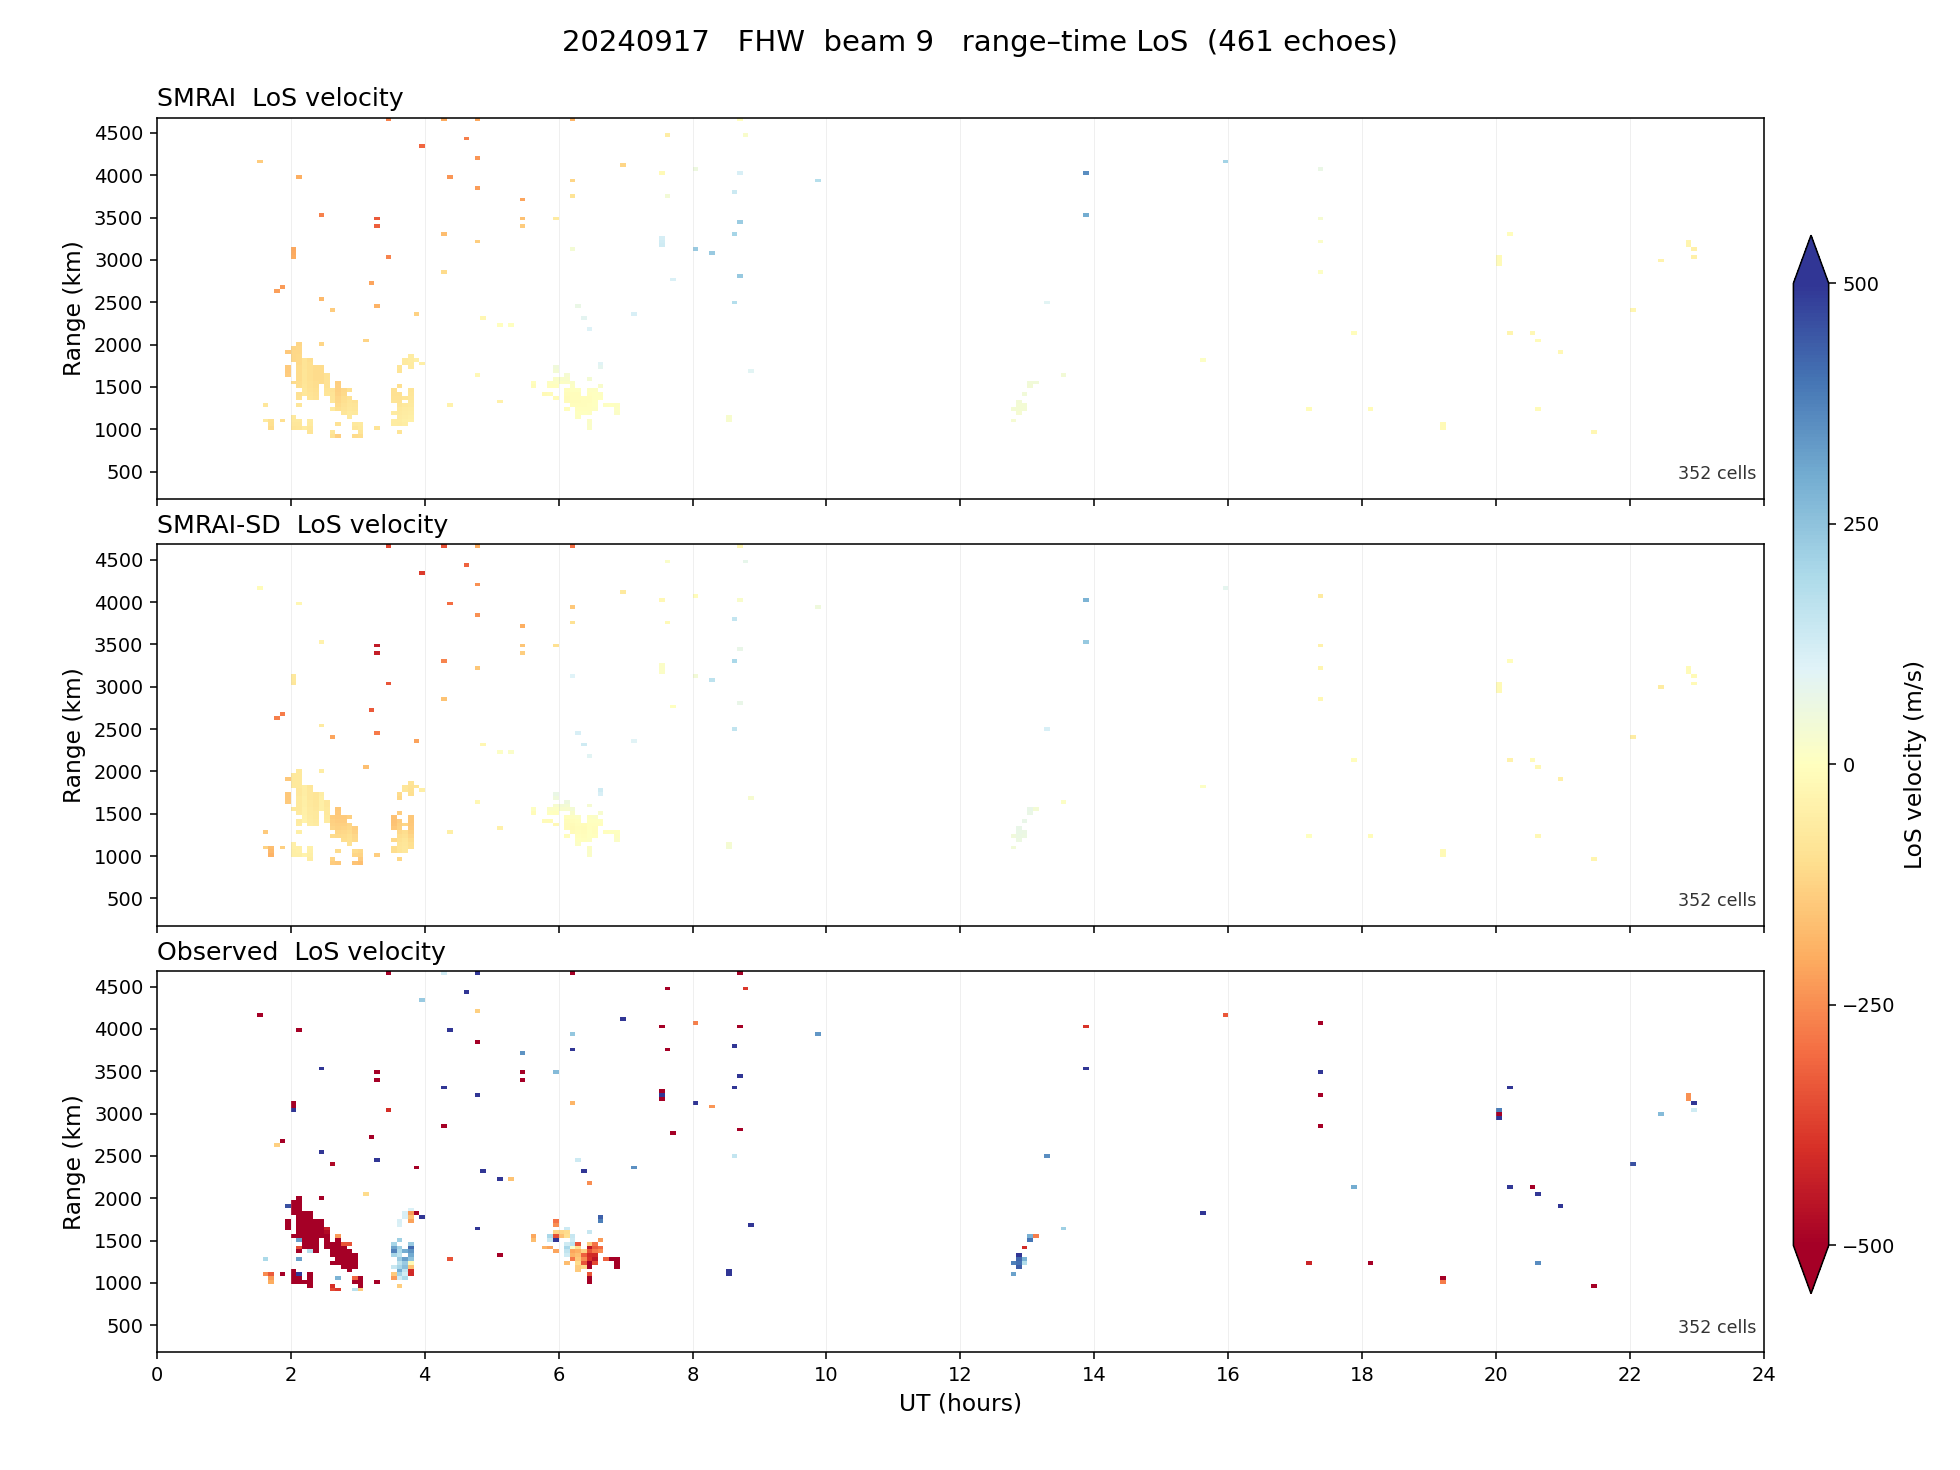 20240917   FHW  beam 9   range–time LoS  (461 echoes)
SMRAI  LoS velocity
4500
4000
3500
3000
2500
2000
1500
1000
500
Range (km)
352 cells
SMRAI-SD  LoS velocity
4500
4000
3500
3000
2500
2000
1500
1000
500
Range (km)
352 cells
Observed  LoS velocity
4500
4000
3500
3000
2500
2000
1500
1000
500
Range (km)
352 cells
0 2 4 6 8 10 12 14 16 18 20 22 24
UT (hours)
500
250
0
−250
−500
LoS velocity (m/s)